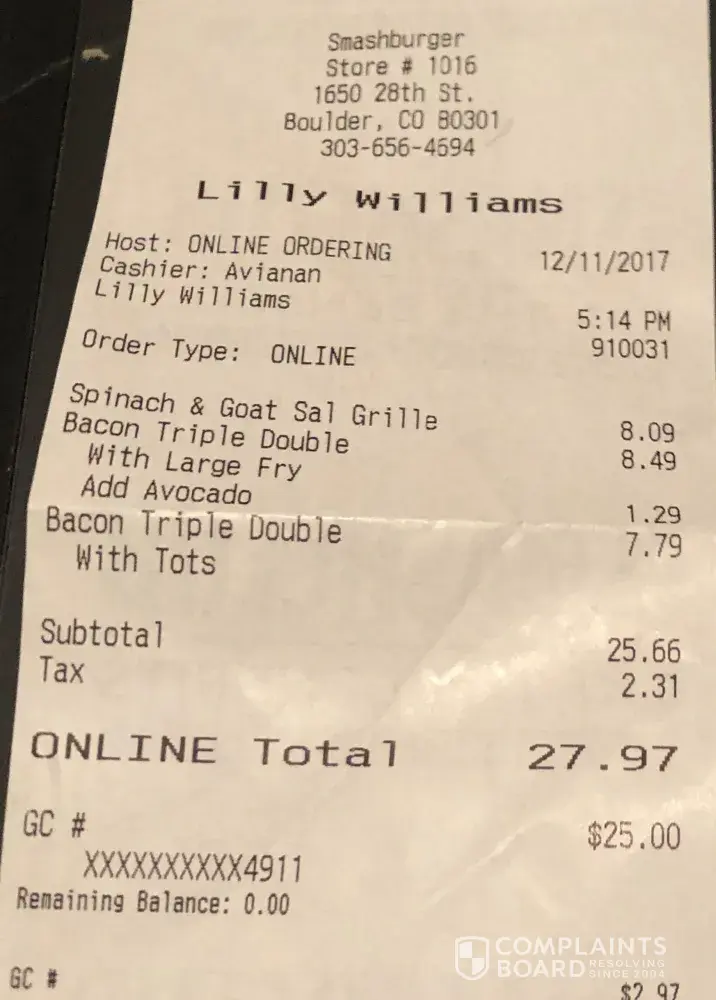 Smashburger
Store # 1016
1650 28th St.
Boulder, CO 80301
303-656-4694
Lilly Williams
Host: ONLINE ORDERING
12/11/2017
Cashier: Avianan
Lilly Williams
5:14 PM
Order Type: ONLINE
910031
Spinach & Goat Sal Grille 8.09
Bacon Triple Double 8.49
With Large Fry
Add Avocado 1.29
Bacon Triple Double 7.79
With Tots
Subtotal 25.66
Tax 2.31
ONLINE Total 27.97
GC # $25.00
XXXXXXXXXX4911
Remaining Balance: 0.00
GC # $2.97
COMPLAINTS
BOARD RESOLVING
SINCE 2004